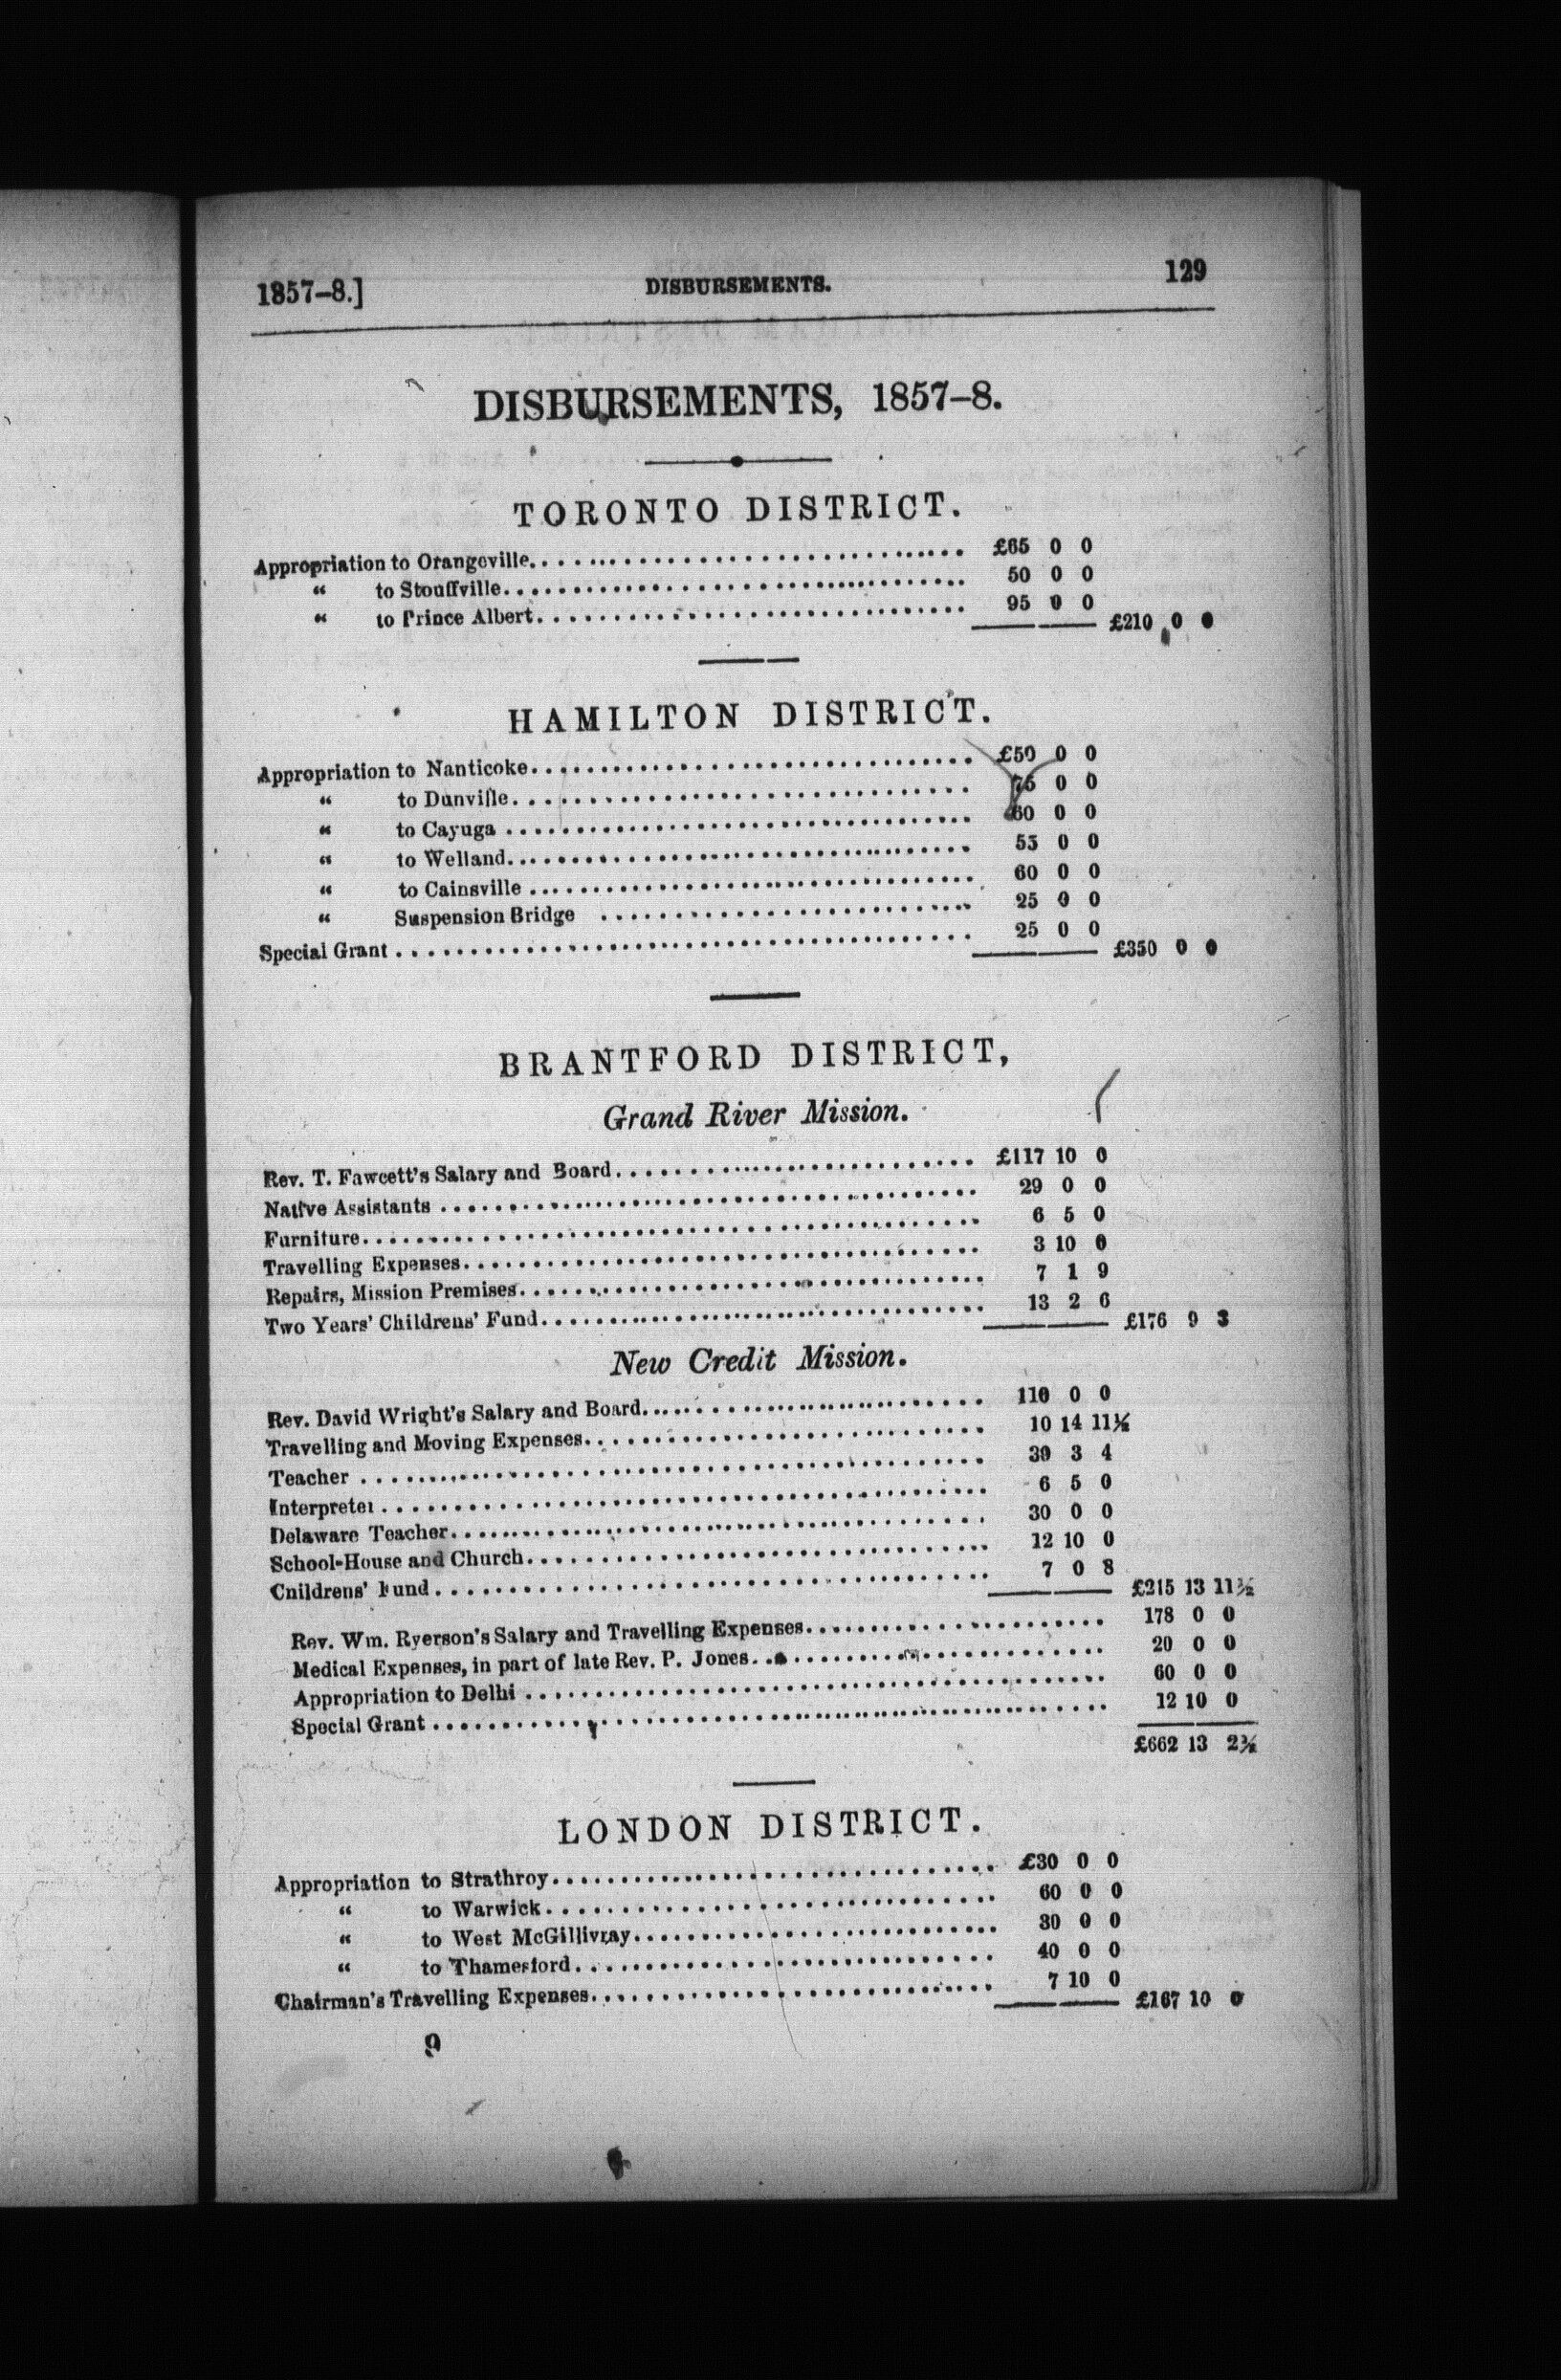 1857-8.] DISBURSEMENTS. 129
DISBURSEMENTS, 1857-8.
TORONTO DISTRICT.
Appropriation to Orangeville. £65 0 0
“ to Stouffville. 50 0 0
“ to Prince Albert. 95 0 0
£210 0 0
HAMILTON DISTRICT.
Appropriation to Nanticoke. £50 0 0
“ to Dunville. 75 0 0
“ to Cayuga 60 0 0
“ to Welland. 55 0 0
“ to Cainsville 60 0 0
“ Suspension Bridge 25 0 0
Special Grant 25 0 0
£350 0 0
BRANTFORD DISTRICT,
Grand River Mission.
Rev. T. Fawcett's Salary and Board. £117 10 0
Native Assistants 29 0 0
Furniture. 6 5 0
Travelling Expenses. 3 10 0
Repairs, Mission Premises. 7 1 9
Two Years' Childrens' Fund. 13 2 6
£176 9 3
New Credit Mission.
Rev. David Wright's Salary and Board. 110 0 0
Travelling and Moving Expenses. 10 14 11½
Teacher 39 3 4
Interpreter 6 5 0
Delaware Teacher. 30 0 0
School-House and Church. 12 10 0
Cnildrens' Fund. 7 0 8
£215 13 11½
Rev. Wm. Ryerson's Salary and Travelling Expenses. 178 0 0
Medical Expenses, in part of late Rev. P. Jones. 20 0 0
Appropriation to Delhi 60 0 0
Special Grant 12 10 0
£662 13 2½
LONDON DISTRICT.
Appropriation to Strathroy. £30 0 0
“ to Warwick. 60 0 0
“ to West McGillivray. 30 0 0
“ to Thamesford. 40 0 0
Chairman's Travelling Expenses. 7 10 0
£167 10 0
9